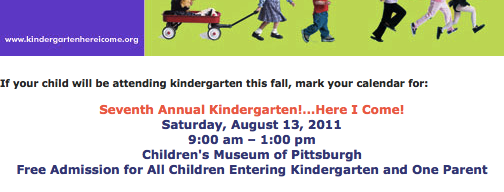 www.kindergartenhereicome.org
If your child will be attending kindergarten this fall, mark your calendar for:
Seventh Annual Kindergarten!...Here I Come!
Saturday, August 13, 2011
9:00 am – 1:00 pm
Children's Museum of Pittsburgh
Free Admission for All Children Entering Kindergarten and One Parent